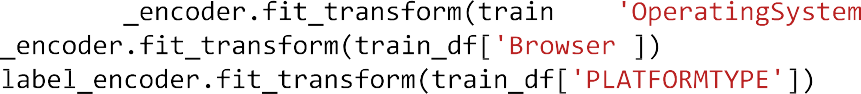 _encoder.fit_transform(train 'OperatingSystem
_encoder.fit_transform(train_df['Browser ])
label_encoder.fit_transform(train_df['PLATFORMTYPE'])